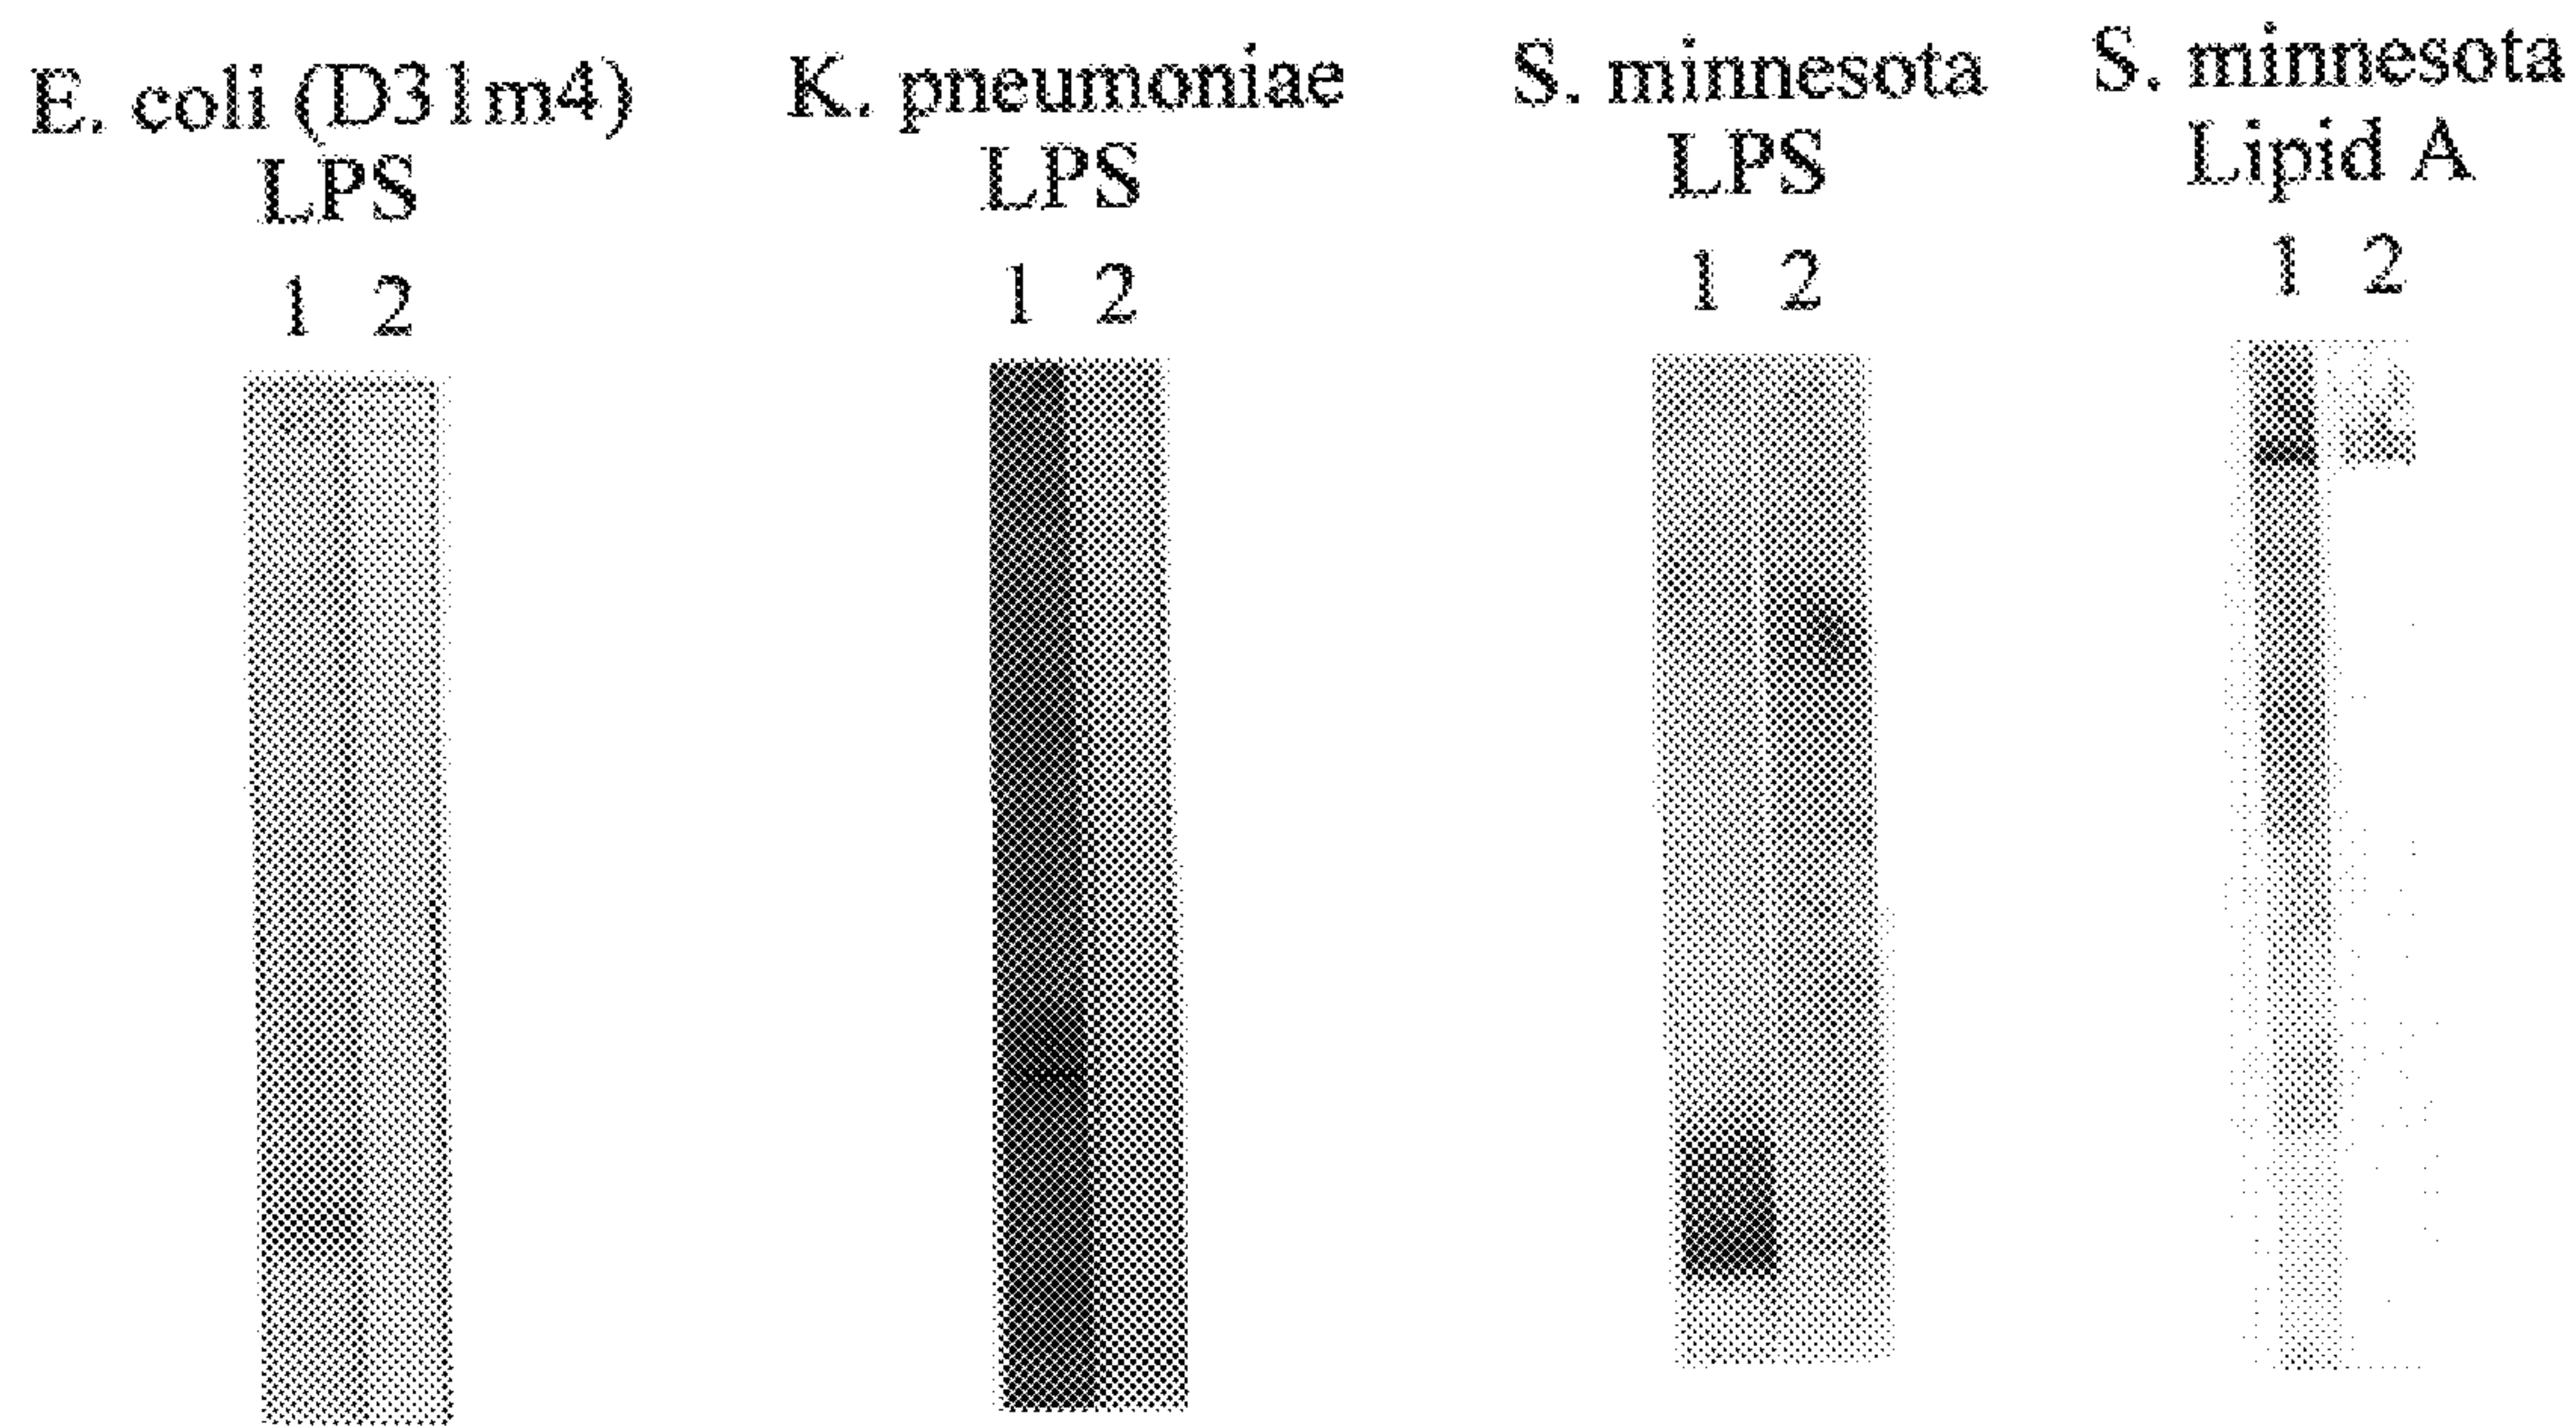 E. coli (D31m4)
LPS
1 2
K. pneumoniae
LPS
1 2
S. minnesota
LPS
1 2
S. minnesota
Lipid A
1 2